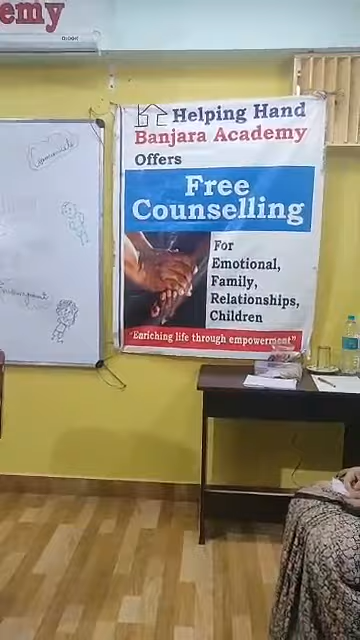 emy
Helping Hand
Banjara Academy
Offers
Free
Counselling
For
Emotional,
Family,
Relationships,
Children
"Enriching life through empowerment"